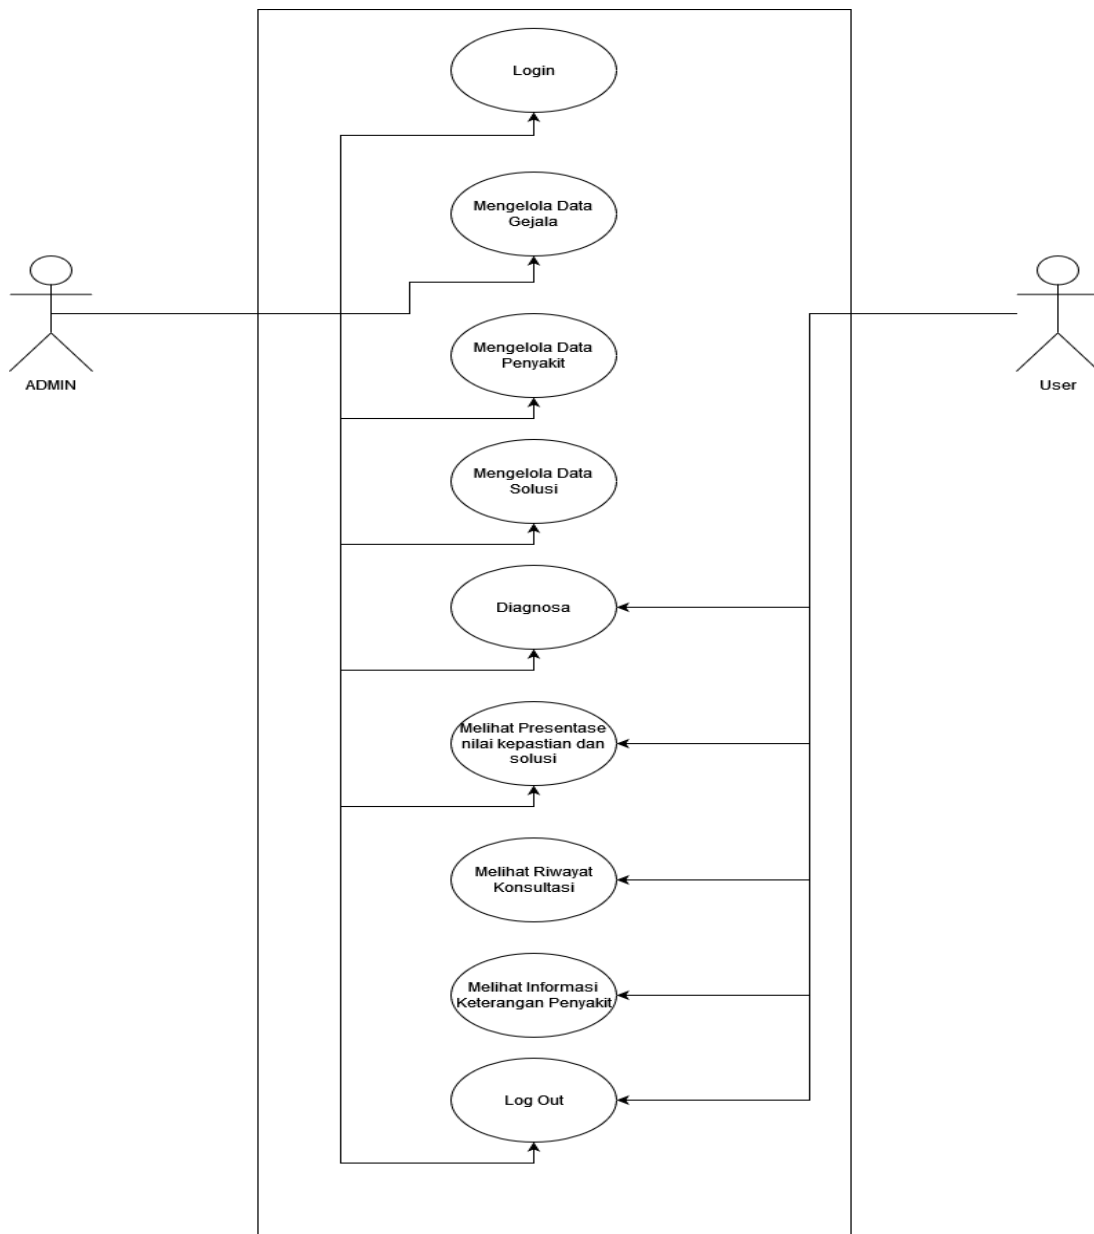 Login
Mengelola Data
Gejala
ADMIN
User
Mengelola Data
Penyakit
Mengelola Data
Solusi
Diagnosa
Melihat Presentase
nilai kepastian dan
solusi
Melihat Riwayat
Konsultasi
Melihat Informasi
Keterangan Penyakit
Log Out